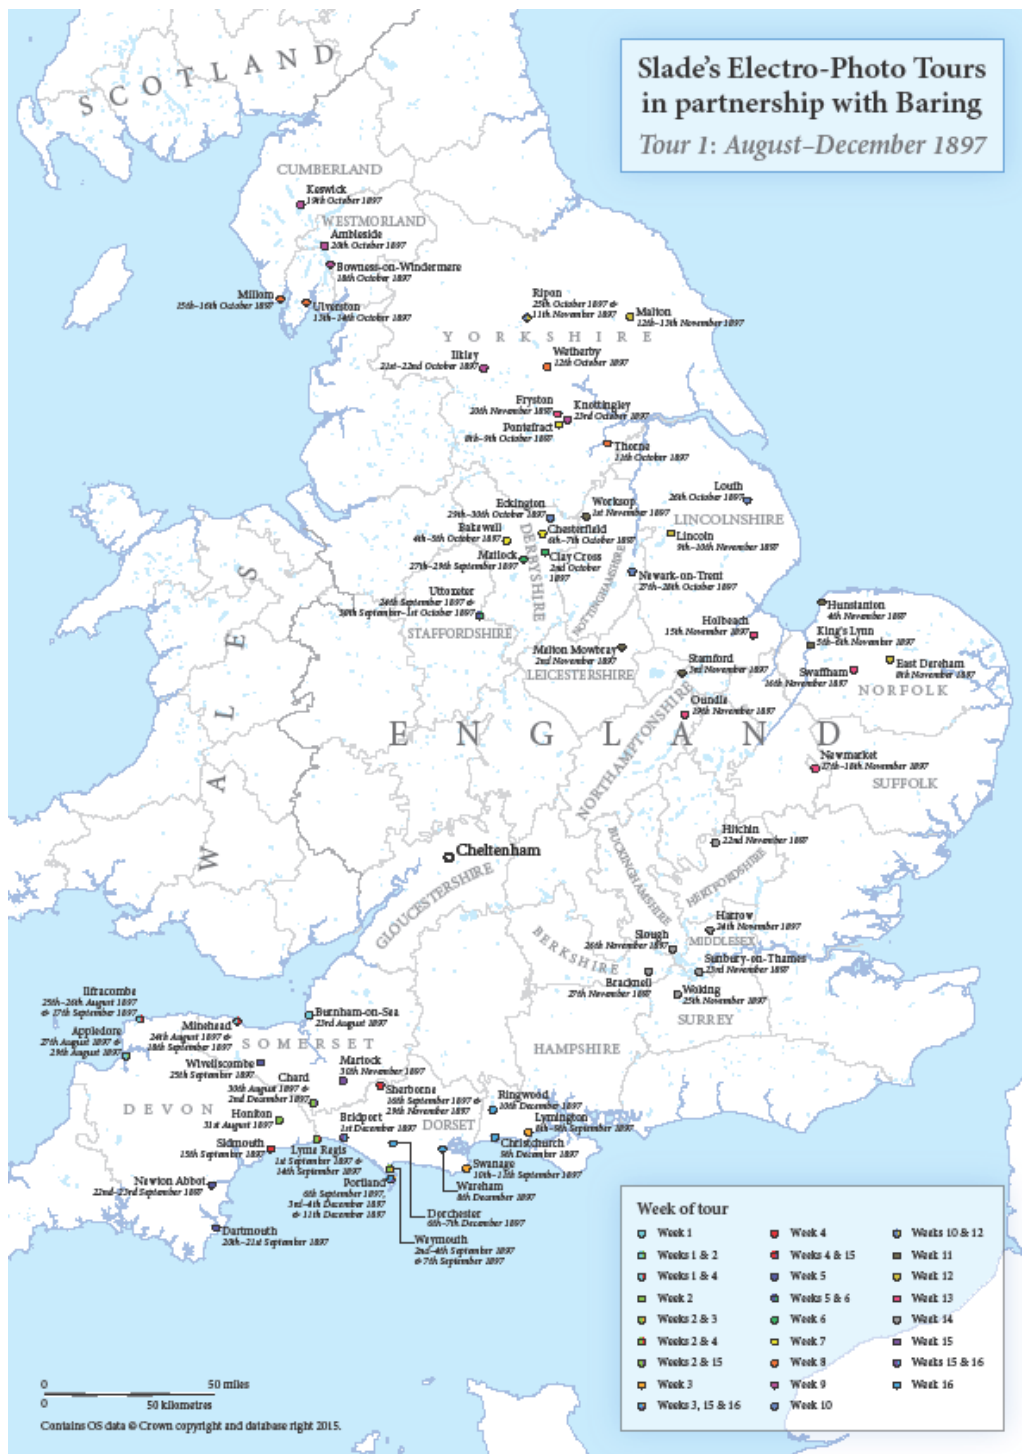 SCOTLAND
Slade's Electro-Photo Tours
in partnership with Baring
Tour 1: August–December 1897
CUMBERLAND
Keswick
19th October 1897
WESTMORLAND
Ambleside
20th October 1897
Bowness-on-Windermere
18th October 1897
Millom
15th–16th October 1897
Ulverston
13th–14th October 1897
Ripon
25th October 1897 &
11th November 1897
Malton
12th–13th November 1897
YORKSHIRE
Ilkley
21st–22nd October 1897
Wetherby
12th October 1897
Fryston
20th November 1897
Knottingley
23rd October 1897
Pontefract
8th–9th October 1897
Thorne
11th October 1897
Louth
26th October 1897
Eckington
29th–30th October 1897
Worksop
1st November 1897
LINCOLNSHIRE
Bakewell
4th–5th October 1897
Chesterfield
6th–7th October 1897
Lincoln
9th–10th November 1897
Matlock
27th–29th September 1897
Clay Cross
2nd October
1897
DERBYSHIRE
NOTTINGHAMSHIRE
Newark-on-Trent
27th–28th October 1897
Uttoxeter
24th September 1897 &
30th September–1st October 1897
STAFFORDSHIRE
Hunstanton
4th November 1897
Holbeach
15th November 1897
King's Lynn
5th–6th November 1897
Melton Mowbray
2nd November 1897
LEICESTERSHIRE
Stamford
3rd November 1897
Swaffham
16th November 1897
East Dereham
8th November 1897
NORFOLK
Oundle
19th November 1897
WALES
ENGLAND
NORTHAMPTONSHIRE
Newmarket
17th–18th November 1897
SUFFOLK
Hitchin
22nd November 1897
Cheltenham
GLOUCESTERSHIRE
BUCKINGHAMSHIRE
HERTFORDSHIRE
Harrow
24th November 1897
Slough
26th November 1897
MIDDLESEX
BERKSHIRE
Sunbury-on-Thames
23rd November 1897
Bracknell
27th November 1897
Woking
25th November 1897
SURREY
Ilfracombe
25th–26th August 1897
& 17th September 1897
Burnham-on-Sea
23rd August 1897
Minehead
24th August 1897 &
18th September 1897
Appledore
27th August 1897 &
29th August 1897
SOMERSET
HAMPSHIRE
Wiveliscombe
25th September 1897
Martock
30th November 1897
Chard
30th August 1897 &
2nd December 1897
Sherborne
16th September 1897 &
29th November 1897
Ringwood
10th December 1897
DEVON
Honiton
31st August 1897
Bridport
1st December 1897
DORSET
Lymington
8th–9th September 1897
Sidmouth
15th September 1897
Lyme Regis
1st September 1897 &
14th September 1897
Christchurch
9th December 1897
Swanage
10th–13th September 1897
Newton Abbot
22nd–23rd September 1897
Portland
6th September 1897,
3rd–4th December 1897
& 11th December 1897
Wareham
8th December 1897
Dorchester
6th–7th December 1897
Dartmouth
20th–21st September 1897
Weymouth
2nd–4th September 1897
& 7th September 1897
Week of tour
Week 1
Weeks 1 & 2
Weeks 1 & 4
Week 2
Weeks 2 & 3
Weeks 2 & 4
Weeks 2 & 15
Week 3
Weeks 3, 15 & 16
Week 4
Weeks 4 & 15
Week 5
Weeks 5 & 6
Week 6
Week 7
Week 8
Week 9
Week 10
Weeks 10 & 12
Week 11
Week 12
Week 13
Week 14
Week 15
Weeks 15 & 16
Week 16
0 50 miles
0 50 kilometres
Contains OS data © Crown copyright and database right 2015.